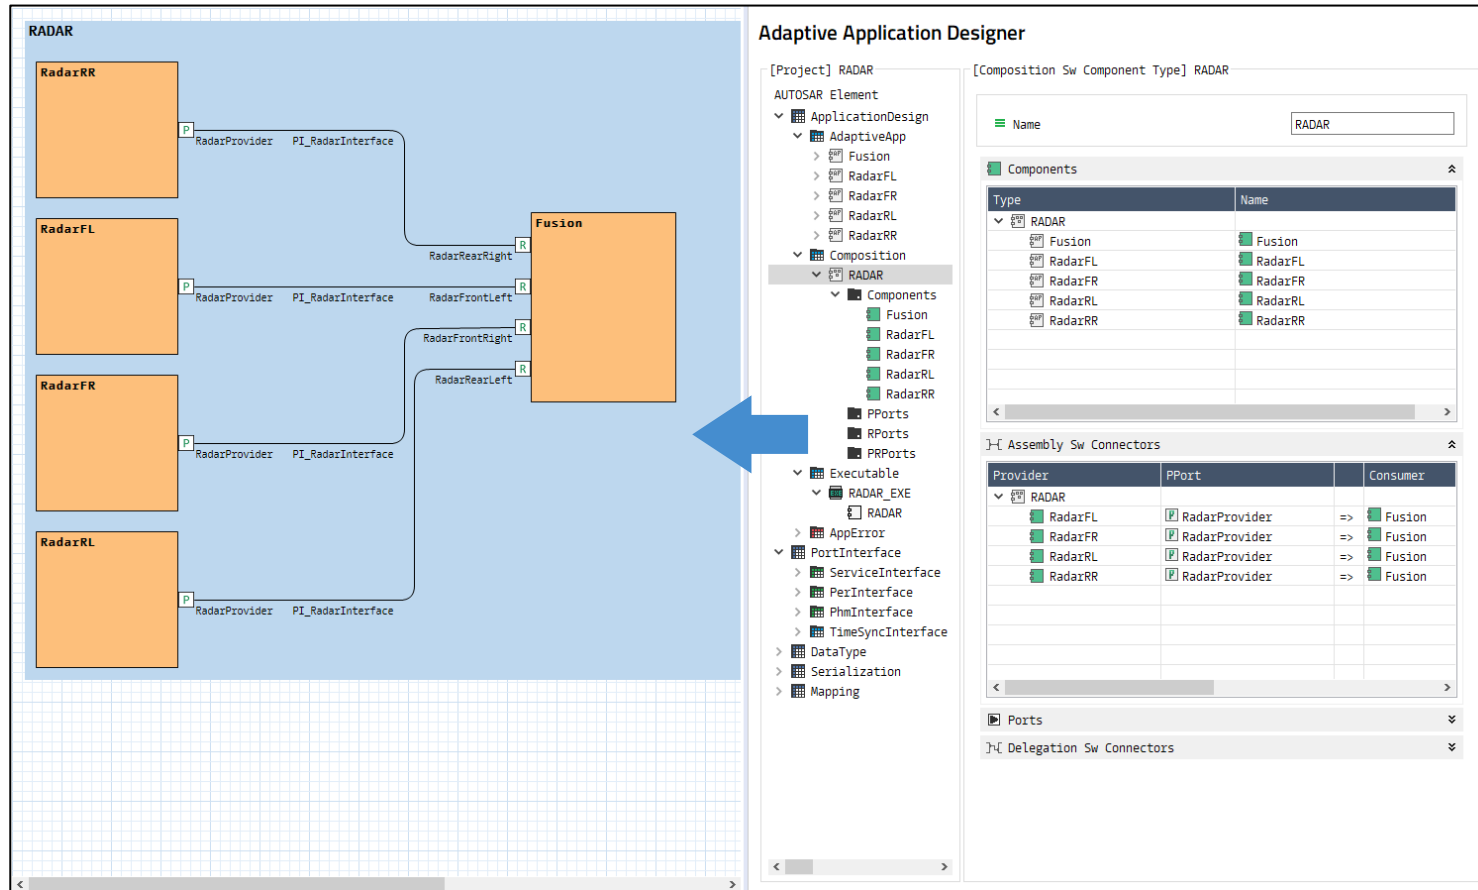 RADAR
RadarRR
P
RadarProvider PI_RadarInterface
RadarFL
P
RadarProvider PI_RadarInterface
RadarFR
P
RadarProvider PI_RadarInterface
RadarRL
P
RadarProvider PI_RadarInterface
Fusion
RadarRearRight R
RadarFrontLeft R
RadarFrontRight R
RadarRearLeft R
Adaptive Application Designer
[Project] RADAR
AUTOSAR Element
ApplicationDesign
AdaptiveApp
Fusion
RadarFL
RadarFR
RadarRL
RadarRR
Composition
RADAR
Components
Fusion
RadarFL
RadarFR
RadarRL
RadarRR
PPorts
RPorts
PRPorts
Executable
RADAR_EXE
RADAR
AppError
PortInterface
ServiceInterface
PerInterface
PhmInterface
TimeSyncInterface
DataType
Serialization
Mapping
[Composition Sw Component Type] RADAR
Name RADAR
Components
Type Name
RADAR
Fusion Fusion
RadarFL RadarFL
RadarFR RadarFR
RadarRL RadarRL
RadarRR RadarRR
Assembly Sw Connectors
Provider PPort Consumer
RADAR
RadarFL P RadarProvider => Fusion
RadarFR P RadarProvider => Fusion
RadarRL P RadarProvider => Fusion
RadarRR P RadarProvider => Fusion
Ports
Delegation Sw Connectors